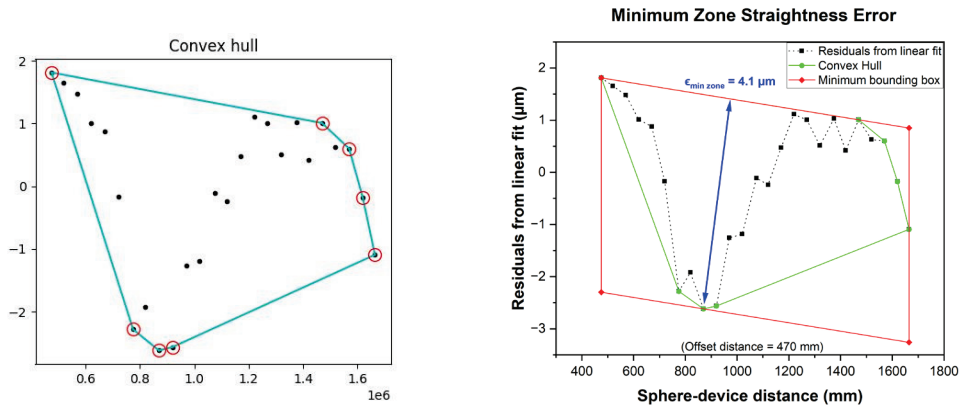 Convex hull
2
1
0
−1
−2
0.6
0.8
1.0
1.2
1.4
1.6
1e6
Minimum Zone Straightness Error
Residuals from linear fit
Convex Hull
Minimum bounding box
ϵmin zone = 4.1 µm
2
1
0
−1
−2
−3
Residuals from linear fit (µm)
(Offset distance = 470 mm)
400 600 800 1000 1200 1400 1600 1800
Sphere-device distance (mm)